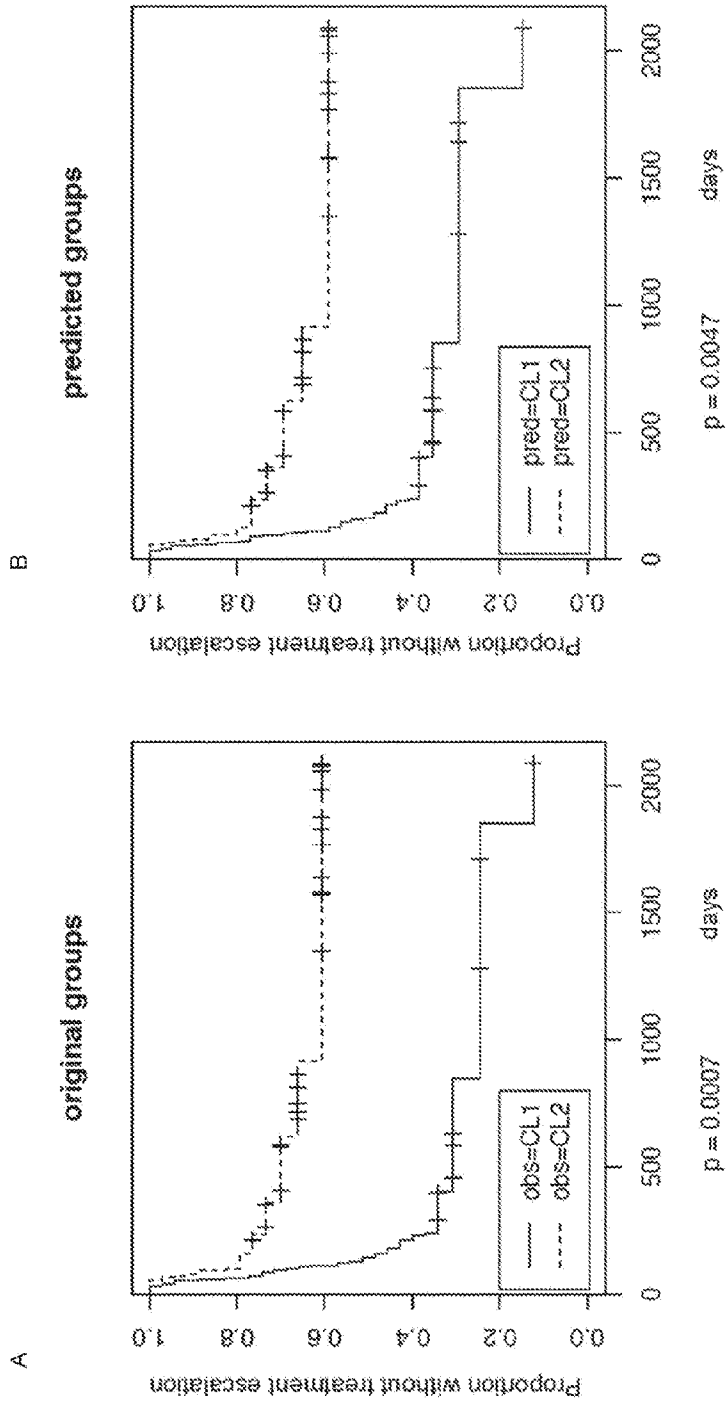 A
original groups
Proportion without treatment escalation
1.0
0.8
0.6
0.4
0.2
0.0
obs=CL1
obs=CL2
0 500 1000 1500 2000
p = 0.0007 days
B
predicted groups
Proportion without treatment escalation
1.0
0.8
0.6
0.4
0.2
0.0
pred=CL1
pred=CL2
0 500 1000 1500 2000
p = 0.0047 days